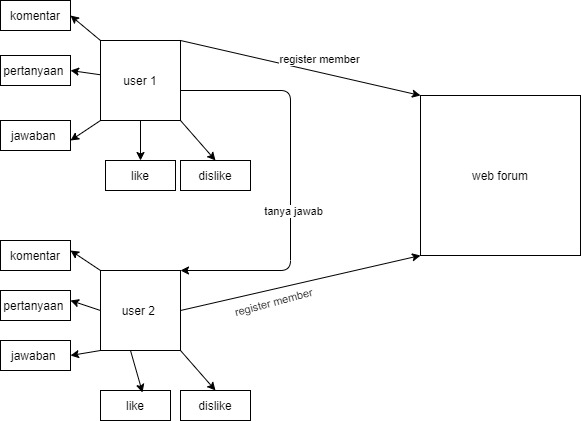 komentar
register member
pertanyaan
user 1
jawaban
like
dislike
web forum
tanya jawab
komentar
pertanyaan
user 2
register member
jawaban
like
dislike